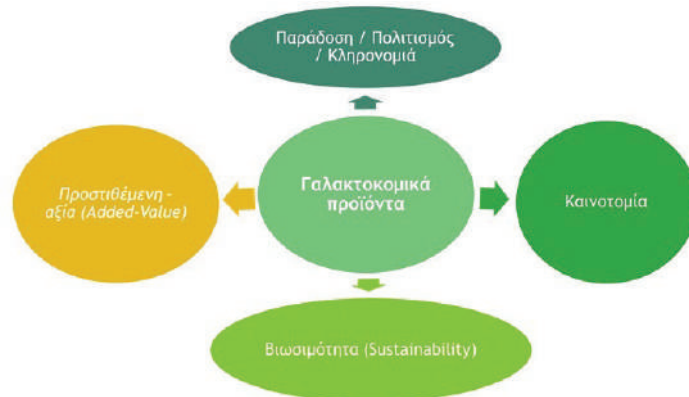 Παράδοση / Πολιτισμός
/ Κληρονομιά
Προστιθέμενη -
αξία (Added-Value)
Γαλακτοκομικά
προϊόντα
Καινοτομία
Βιωσιμότητα (Sustainability)